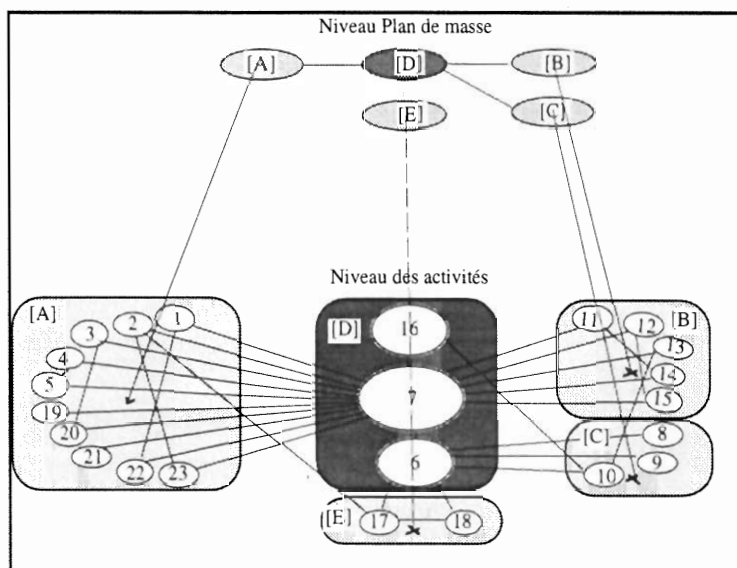 Niveau Plan de masse
[A] [D] [B]
[E] [C]
Niveau des activités
[A] 3 2 1
4
5
19
20
21
22 23
[D] 16
7
6
11 12 [B]
13
14
15
[C] 8
9
10
[E] 17 18